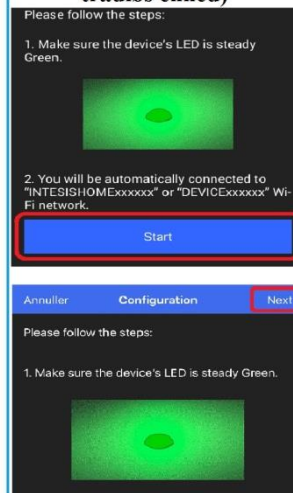 Please follow the steps:
1. Make sure the device's LED is steady
Green.
2. You will be automatically connected to
"INTESISHOMExxxxxx" or "DEVICExxxxxx" Wi-
Fi network.
Start
Annuller
Configuration
Next
Please follow the steps:
1. Make sure the device's LED is steady Green.